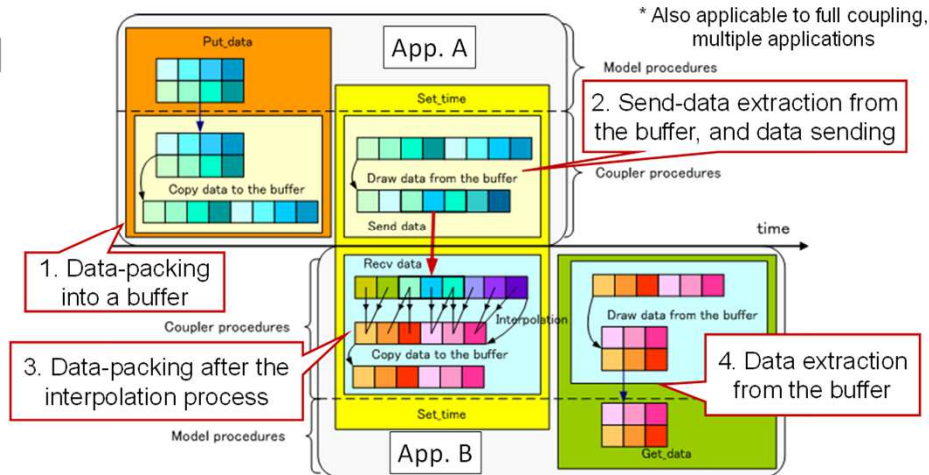 * Also applicable to full coupling,
multiple applications
App. A
Put_data
Model procedures
Set_time
2. Send-data extraction from
the buffer, and data sending
Draw data from the buffer
Coupler procedures
Copy data to the buffer
Send data
time
1. Data-packing
into a buffer
Recv data
Draw data from the buffer
Interpolation
Coupler procedures
Copy data to the buffer
3. Data-packing after the
interpolation process
4. Data extraction
from the buffer
Set_time
Model procedures
App. B
Get_data